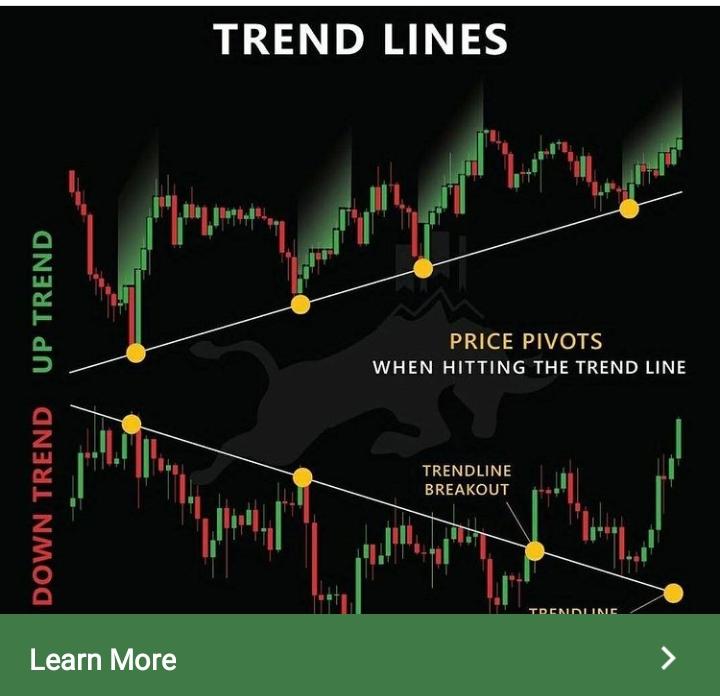 TREND LINES
UP TREND
PRICE PIVOTS
WHEN HITTING THE TREND LINE
DOWN TREND
TRENDLINE
BREAKOUT
TRENDLINE
Learn More